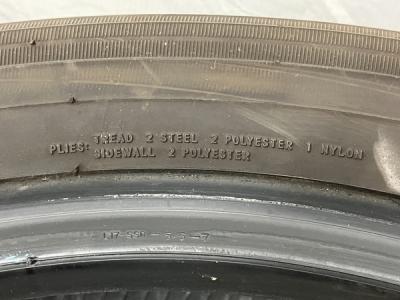 PLIES: TREAD 2 STEEL 2 POLYESTER 1 NYLON
SIDEWALL 2 POLYESTER